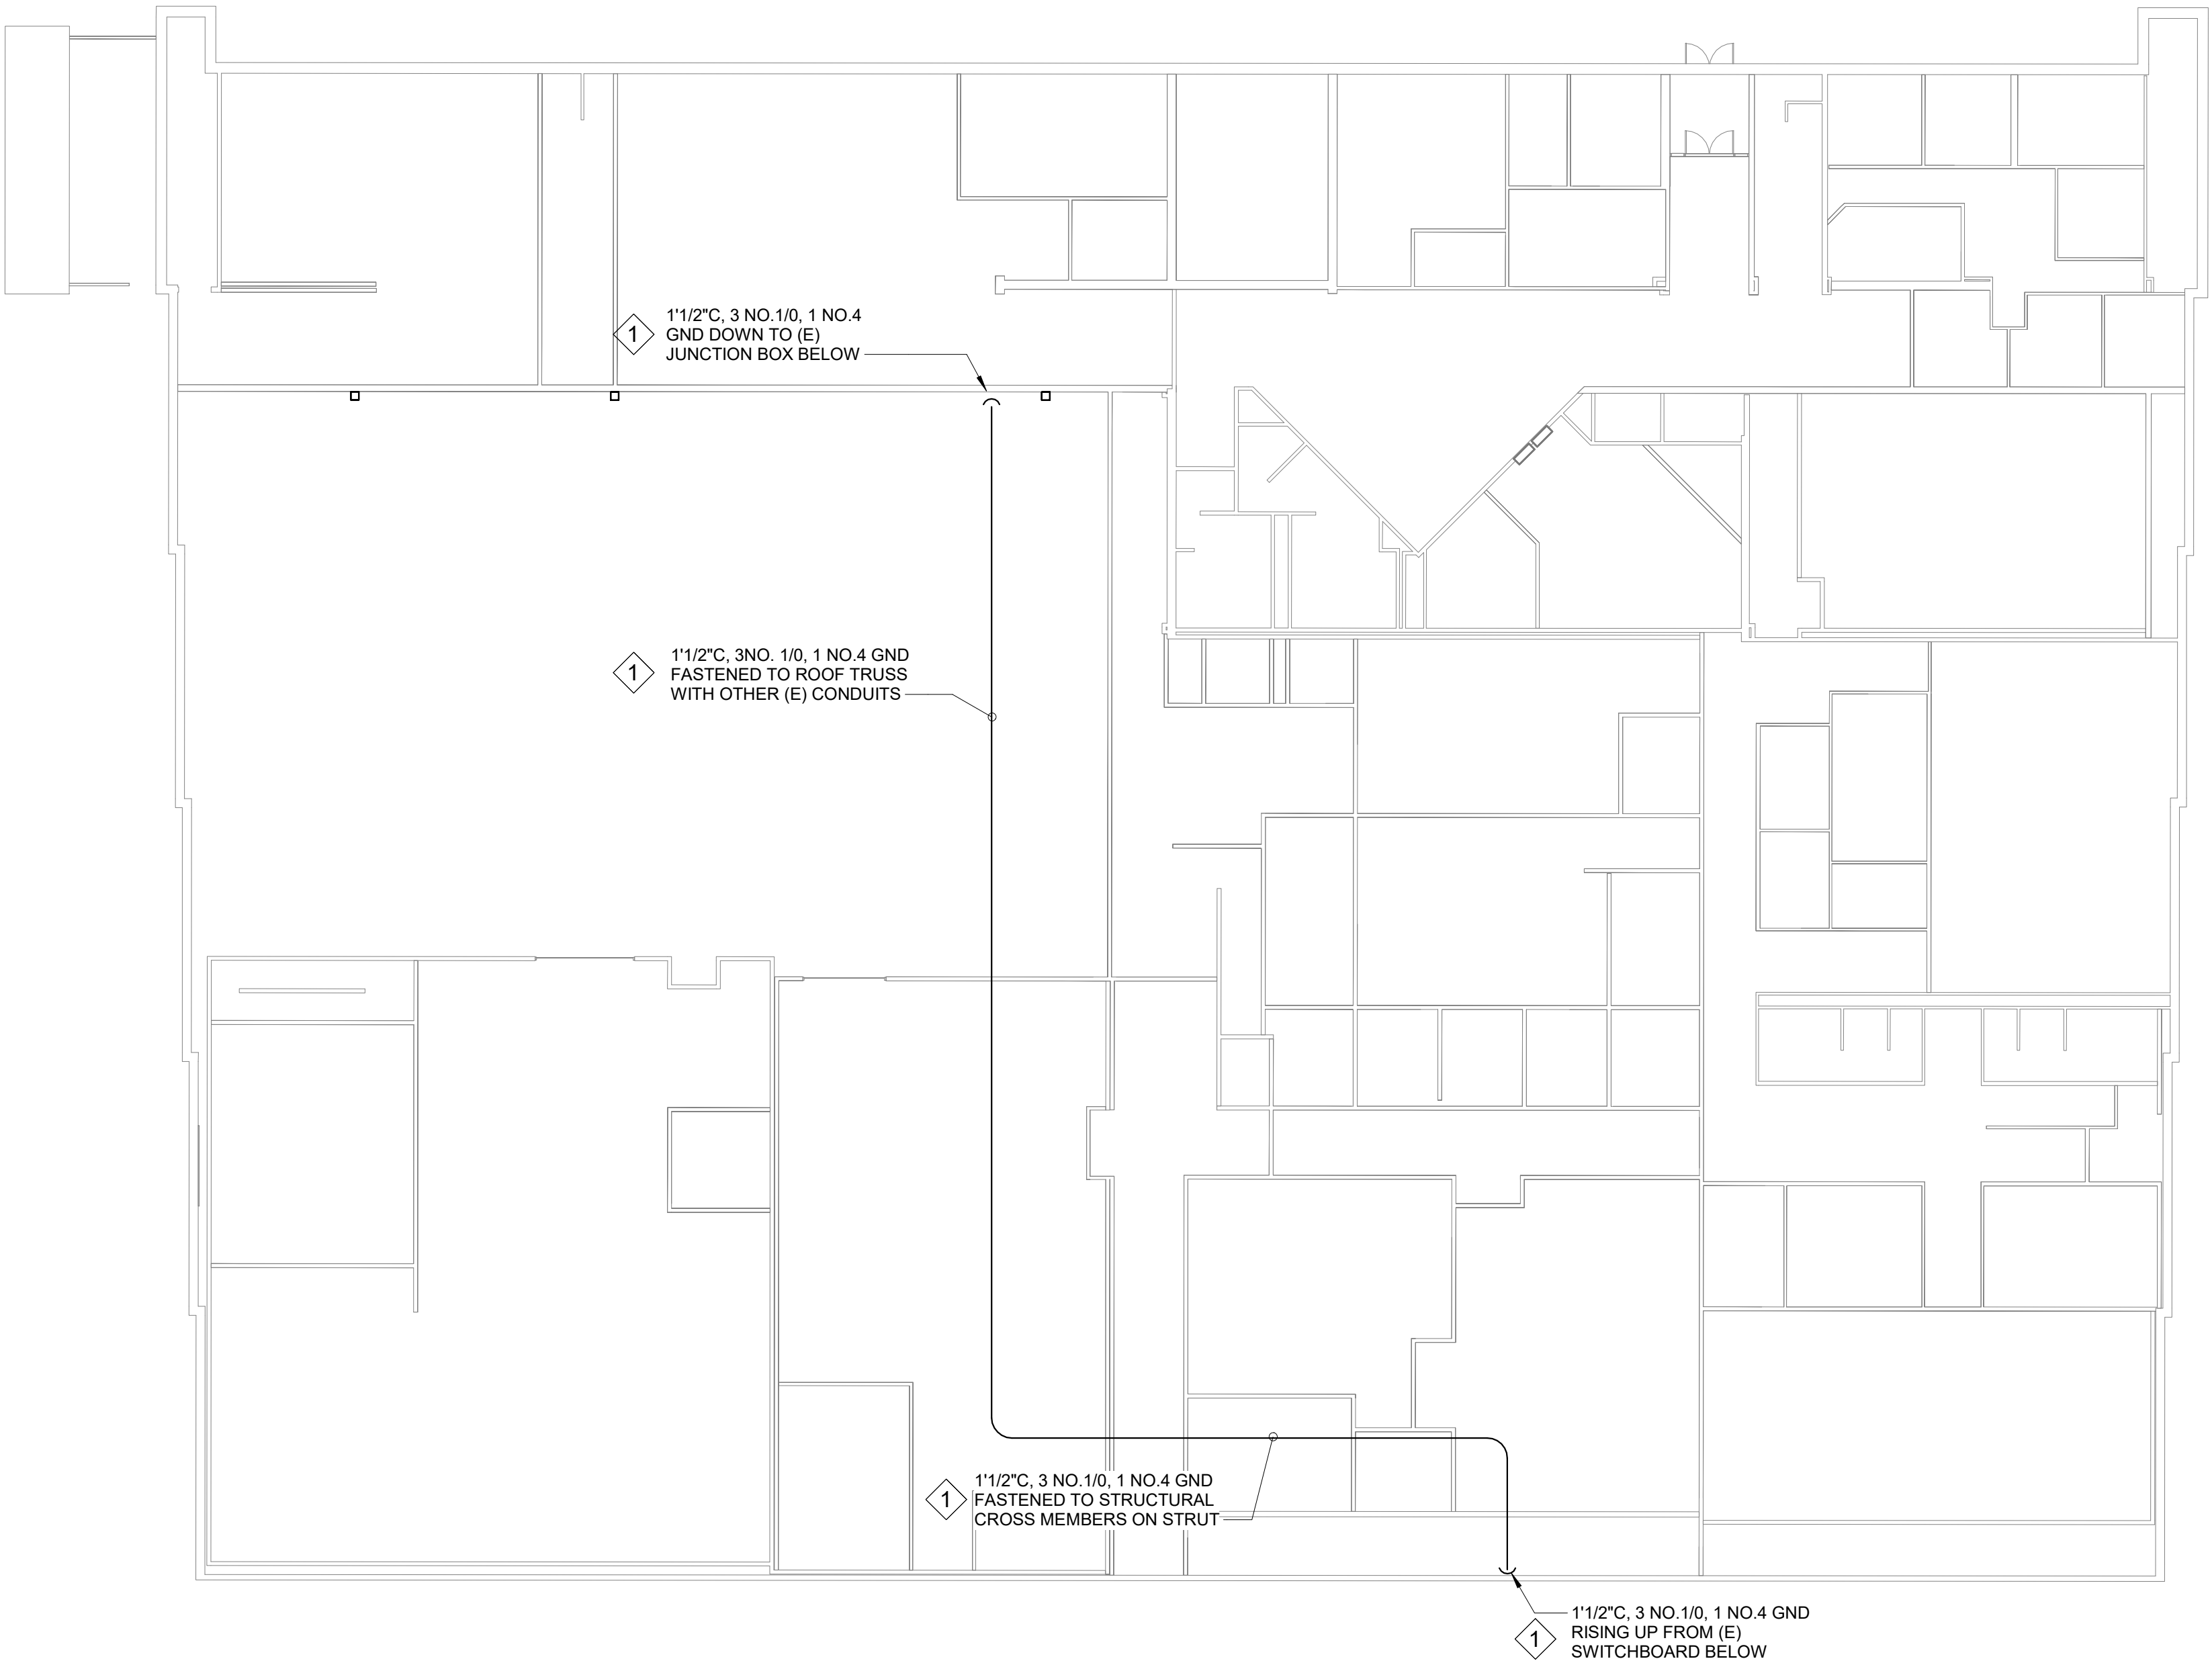 1
1'1/2"C, 3 NO.1/0, 1 NO.4
GND DOWN TO (E)
JUNCTION BOX BELOW
1
1'1/2"C, 3NO. 1/0, 1 NO.4 GND
FASTENED TO ROOF TRUSS
WITH OTHER (E) CONDUITS
1
1'1/2"C, 3 NO.1/0, 1 NO.4 GND
FASTENED TO STRUCTURAL
CROSS MEMBERS ON STRUT
1
1'1/2"C, 3 NO.1/0, 1 NO.4 GND
RISING UP FROM (E)
SWITCHBOARD BELOW